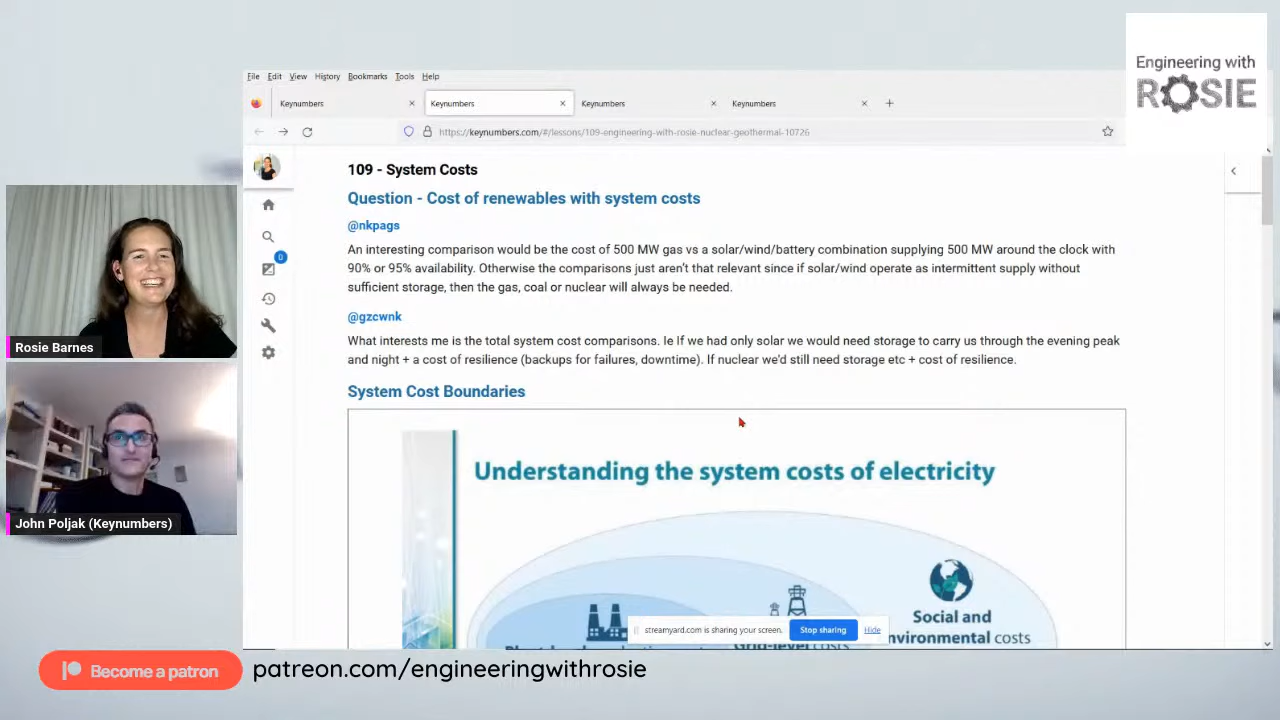 Engineering with
ROSIE
File Edit View History Bookmarks Tools Help
Keynumbers
Keynumbers
Keynumbers
Keynumbers
https://keynumbers.com/#/lessons/109-engineering-with-rosie-nuclear-geothermal-10726
109 - System Costs
Question - Cost of renewables with system costs
@nkpags
0
An interesting comparison would be the cost of 500 MW gas vs a solar/wind/battery combination supplying 500 MW around the clock with
90% or 95% availability. Otherwise the comparisons just aren't that relevant since if solar/wind operate as intermittent supply without
sufficient storage, then the gas, coal or nuclear will always be needed.
@gzcwnk
What interests me is the total system cost comparisons. Ie If we had only solar we would need storage to carry us through the evening peak
and night + a cost of resilience (backups for failures, downtime). If nuclear we'd still need storage etc + cost of resilience.
System Cost Boundaries
Understanding the system costs of electricity
Social and
nvironmental costs
streamyard.com is sharing your screen.
Stop sharing
Hide
Rosie Barnes
John Poljak (Keynumbers)
Become a patron
patreon.com/engineeringwithrosie